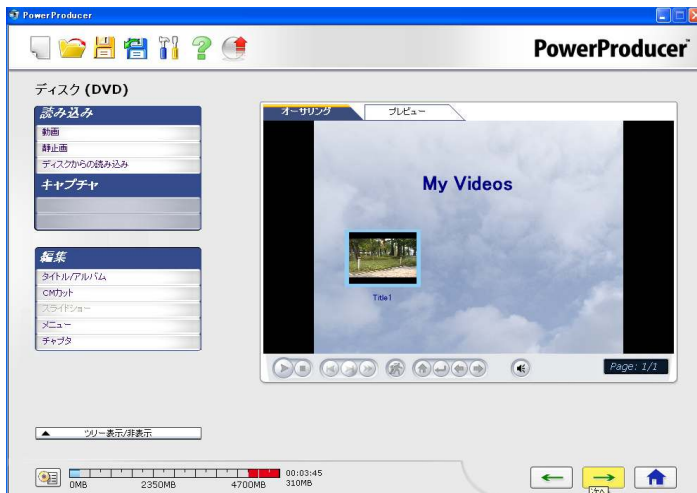 PowerProducer
PowerProducer
ディスク (DVD)
読み込み
動画
静止画
ディスクからの読み込み
キャプチャ
編集
タイトル/アルバム
CMカット
スライドショー
メニュー
チャプタ
ツリー表示/非表示
オーサリング
プレビュー
My Videos
Title1
Page: 1/1
0MB
2350MB
4700MB
00:03:45
310MB
次へ